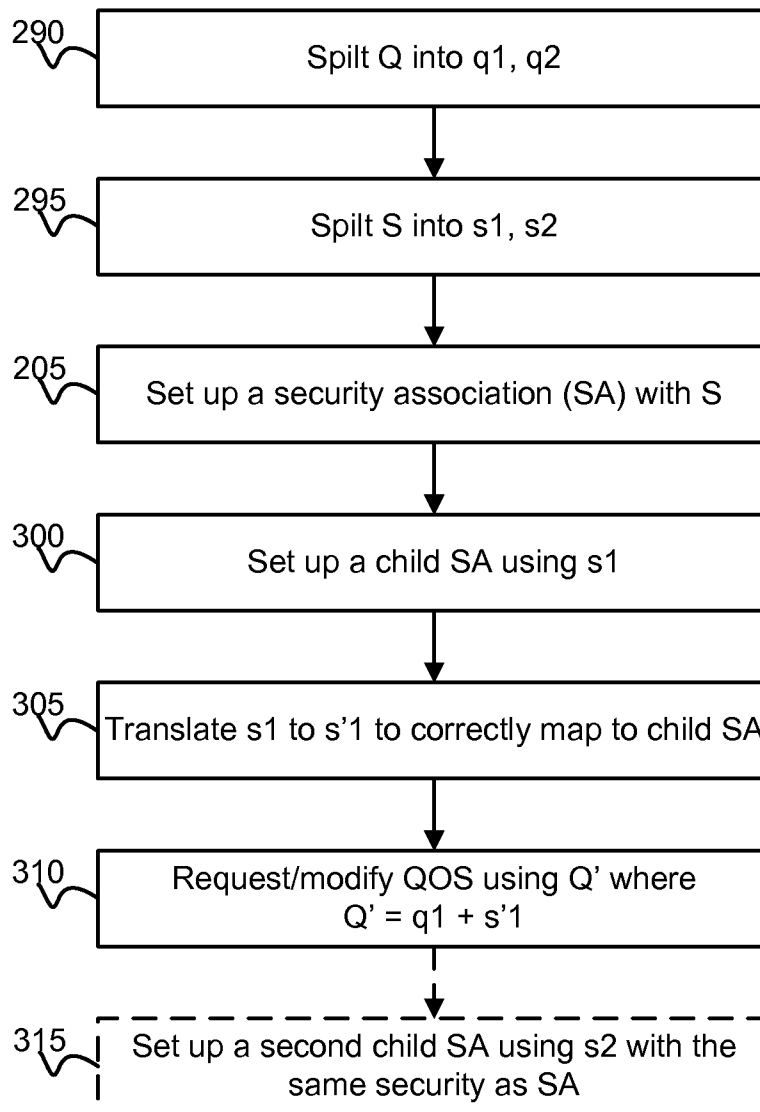 290
Spilt Q into q1, q2
295
Spilt S into s1, s2
205
Set up a security association (SA) with S
300
Set up a child SA using s1
305
Translate s1 to s’1 to correctly map to child SA
310
Request/modify QOS using Q’ where
Q’ = q1 + s’1
315
Set up a second child SA using s2 with the
same security as SA